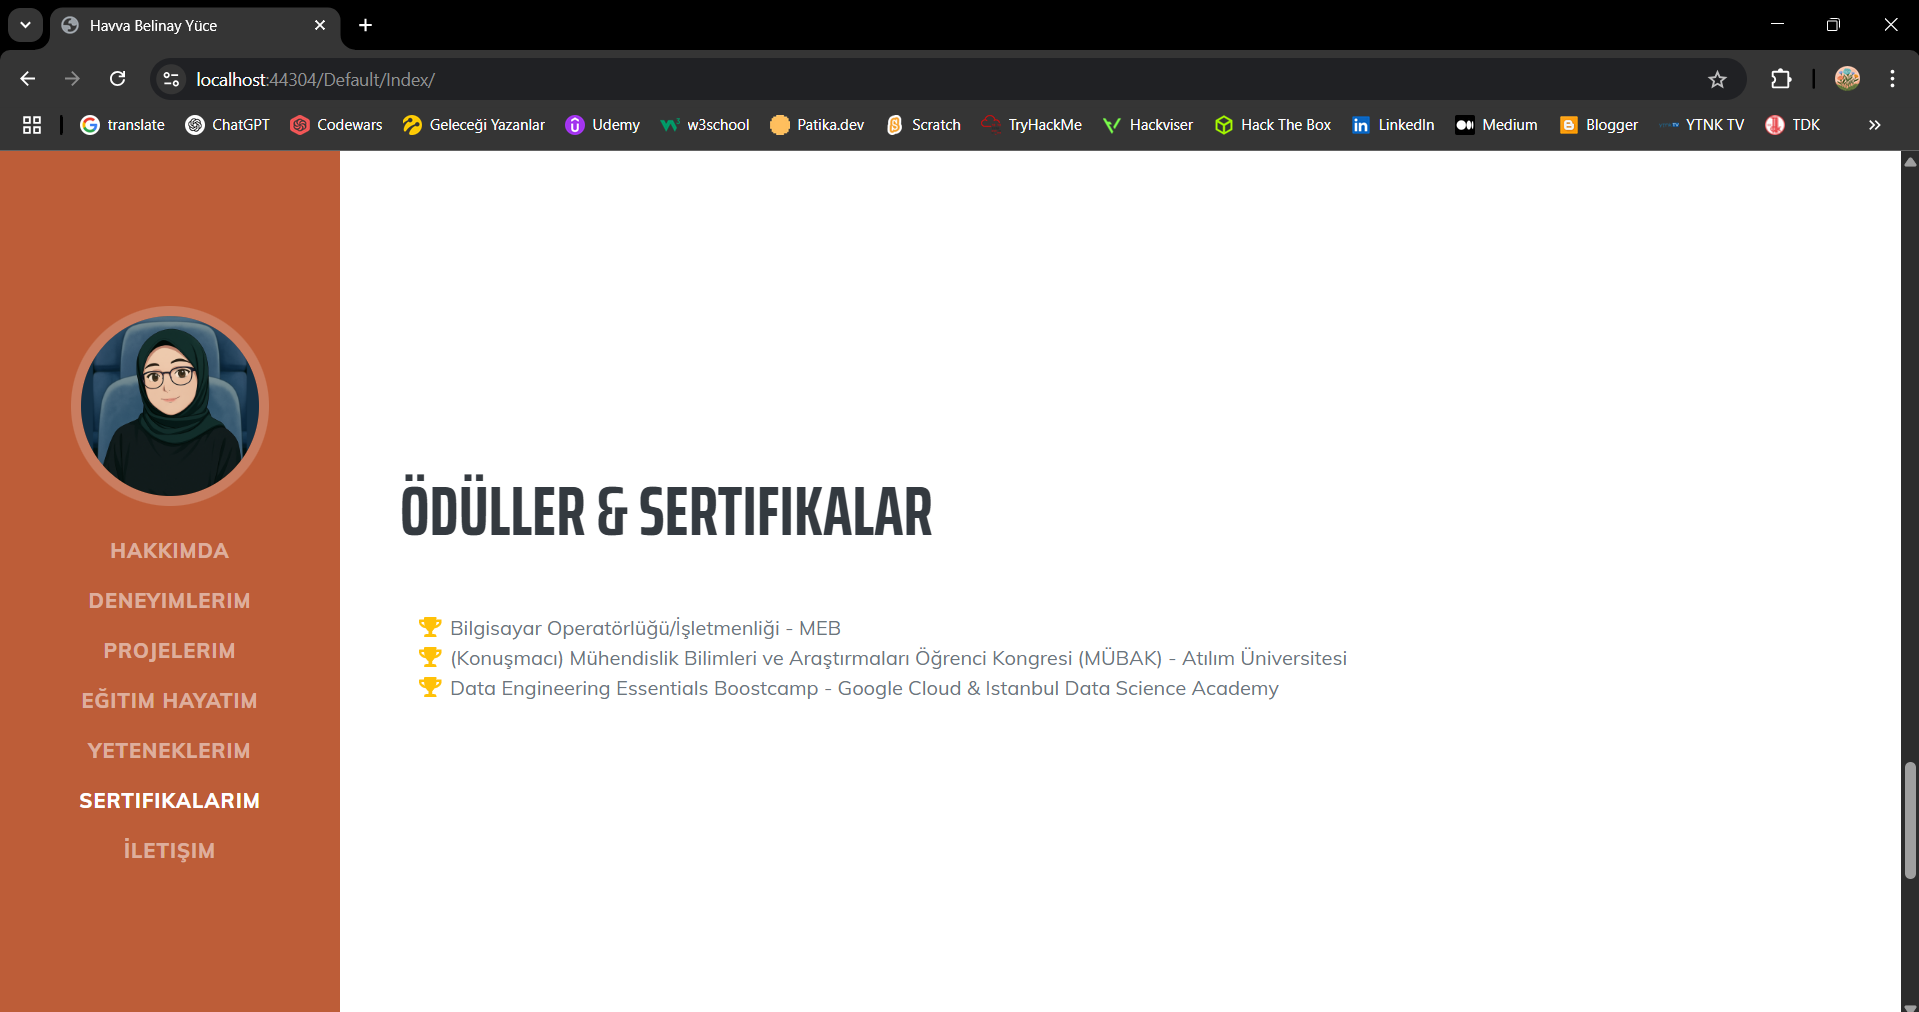 Havva Belinay Yüce
localhost:44304/Default/Index/
translate ChatGPT Codewars Geleceği Yazanlar Udemy w3school Patika.dev Scratch TryHackMe Hackviser Hack The Box LinkedIn Medium Blogger YTNK TV TDK
HAKKIMDA
DENEYIMLERIM
PROJELERIM
EĞITIM HAYATIM
YETENEKLERIM
SERTIFIKALARIM
İLETIŞIM
ÖDÜLLER & SERTIFIKALAR
Bilgisayar Operatörlüğü/İşletmenliği - MEB
(Konuşmacı) Mühendislik Bilimleri ve Araştırmaları Öğrenci Kongresi (MÜBAK) - Atılım Üniversitesi
Data Engineering Essentials Boostcamp - Google Cloud & Istanbul Data Science Academy